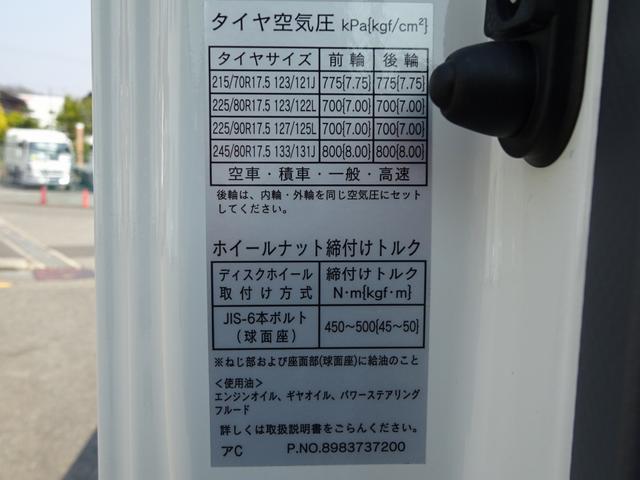 タイヤ空気圧 kPa{kgf/cm²}
タイヤサイズ 前輪 後輪
215/70R17.5 123/121J 775{7.75} 775{7.75}
225/80R17.5 123/122L 700{7.00} 700{7.00}
225/90R17.5 127/125L 700{7.00} 700{7.00}
245/80R17.5 133/131J 800{8.00} 800{8.00}
空車・積車・一般・高速
後輪は、内輪・外輪を同じ空気圧にセット
してください。
ホイールナット締付けトルク
ディスクホイール 締付けトルク
取付け方式 N·m{kgf·m}
JIS-6本ボルト 450～500{45～50}
(球面座)
※ねじ部および座面部(球面座)に給油のこと
＜使用油＞
エンジンオイル、ギヤオイル、パワーステアリング
フルード
詳しくは取扱説明書をごらんください。
アC P.NO.8983737200